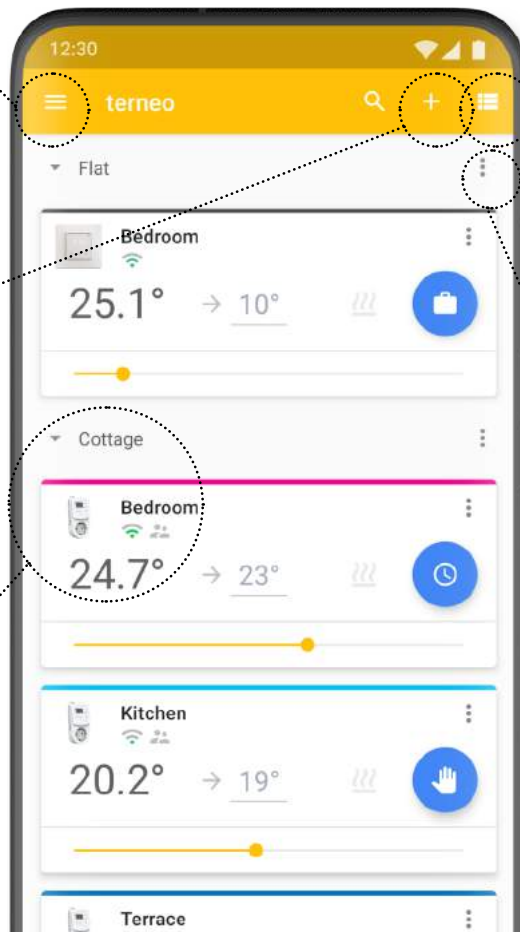 12:30
terneo
Flat
Bedroom
25.1° → 10°
Cottage
Bedroom
24.7° → 23°
Kitchen
20.2° → 19°
Terrace